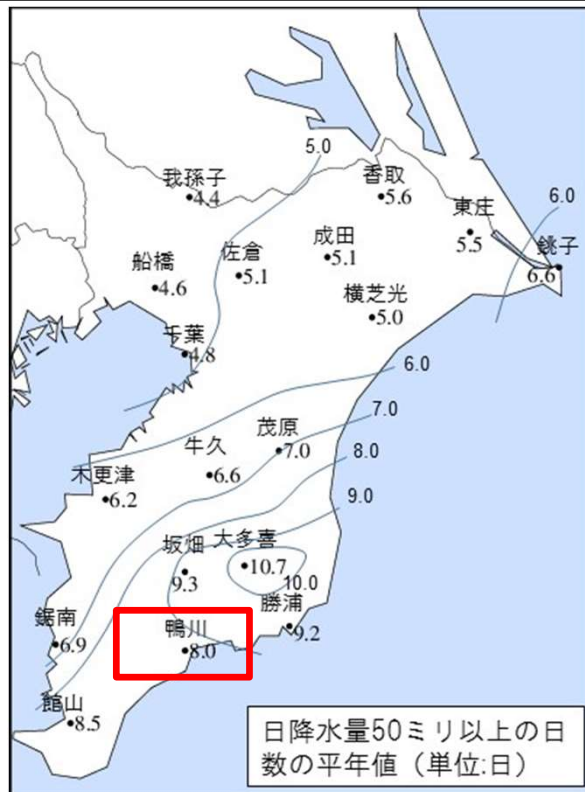 5.0
我孫子
4.4
香取
5.6
東庄
5.5
6.0
銚子
6.6
船橋
4.6
佐倉
5.1
成田
5.1
横芝光
5.0
千葉
4.8
6.0
7.0
茂原
7.0
牛久
6.6
8.0
木更津
6.2
9.0
坂畑
9.3
大多喜
10.7
10.0
勝浦
9.2
鋸南
6.9
鴨川
8.0
館山
8.5
日降水量50ミリ以上の日
数の平年値（単位:日）